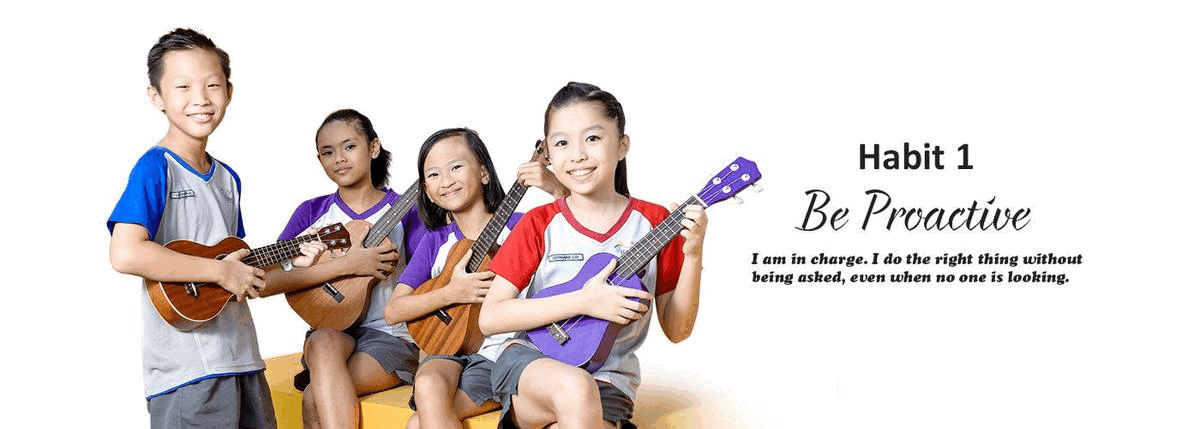 Habit 1
Be Proactive
I am in charge. I do the right thing without
being asked, even when no one is looking.